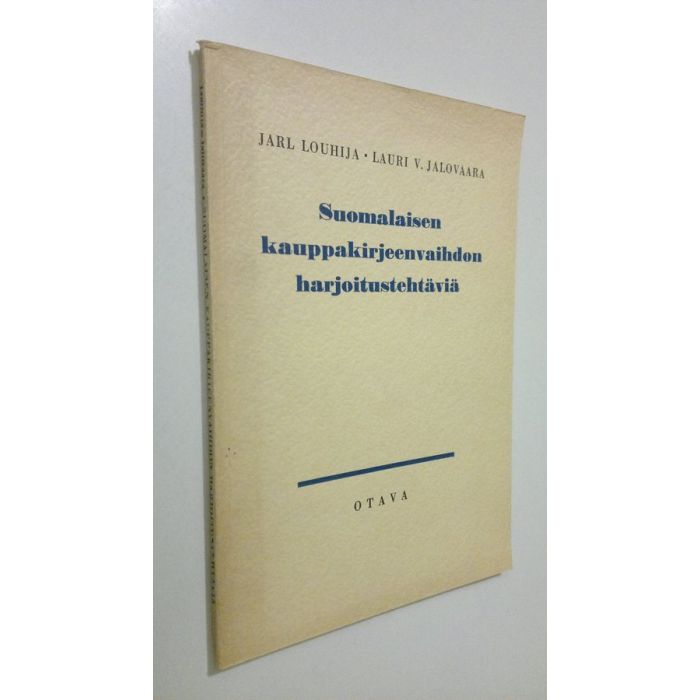 JARL LOUHIJA • LAURI V. JALOVAARA
Suomalaisen
kauppakirjeenvaihdon
harjoitustehtäviä
OTAVA